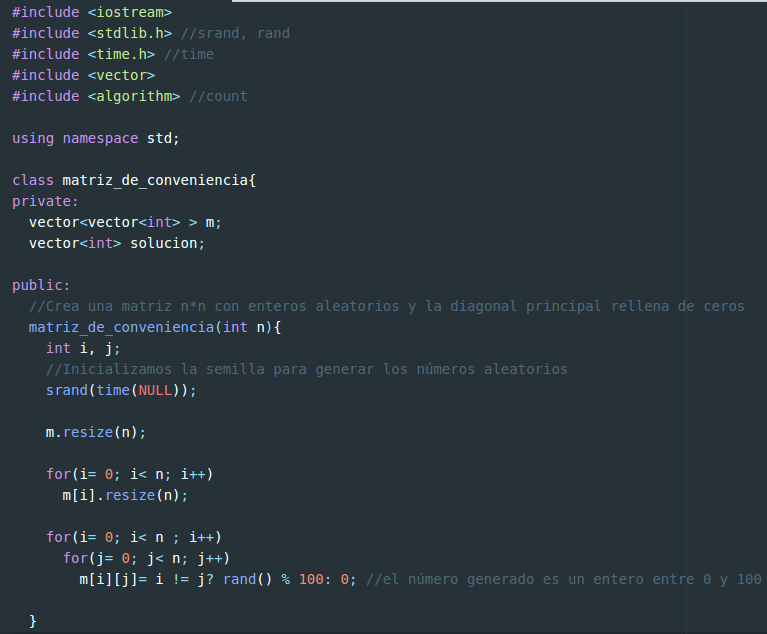 #include <iostream>
#include <stdlib.h> //srand, rand
#include <time.h> //time
#include <vector>
#include <algorithm> //count
using namespace std;
class matriz_de_conveniencia{
private:
  vector<vector<int> > m;
  vector<int> solucion;
public:
  //Crea una matriz n*n con enteros aleatorios y la diagonal principal rellena de ceros
  matriz_de_conveniencia(int n){
    int i, j;
    //Inicializamos la semilla para generar los números aleatorios
    srand(time(NULL));
    m.resize(n);
    for(i= 0; i< n; i++)
      m[i].resize(n);
    for(i= 0; i< n ; i++)
      for(j= 0; j< n; j++)
        m[i][j]= i != j? rand() % 100: 0; //el número generado es un entero entre 0 y 100
  }